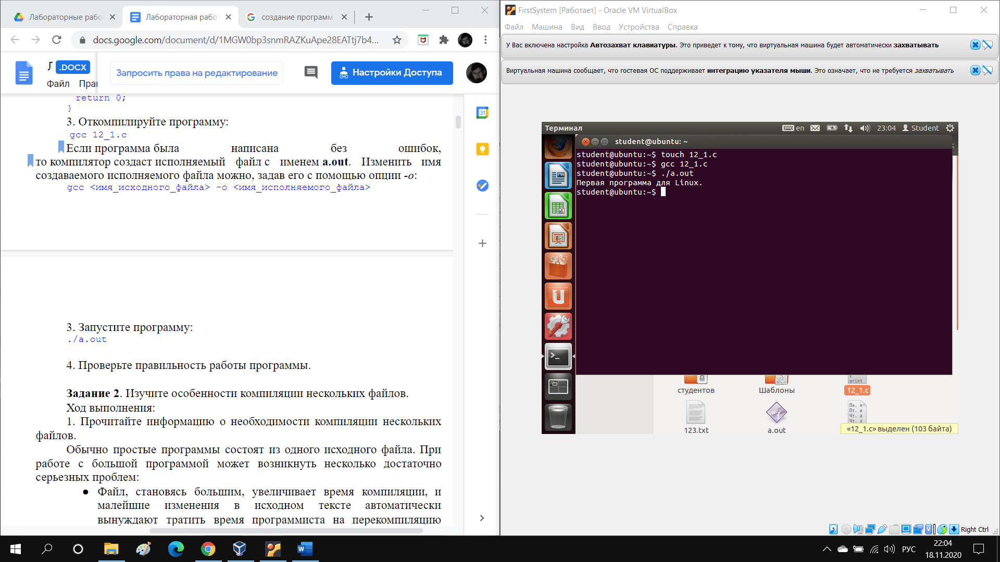 Лабораторные рабо
Лабораторная работ
создание программ
docs.google.com/document/d/1MGW0bp3snmRAZKuApe28EATtj7b4...
Л .DOCX
Файл Прав
Запросить права на редактирование
Настройки Доступа
return 0;
}
3. Откомпилируйте программу:
gcc 12_1.c
Если программа была написана без ошибок,
то компилятор создаст исполняемый файл с именем a.out. Изменить имя
создаваемого исполняемого файла можно, задав его с помощью опции -o:
gcc <имя_исходного_файла> -o <имя_исполняемого_файла>
3. Запустите программу:
./a.out
4. Проверьте правильность работы программы.
Задание 2. Изучите особенности компиляции нескольких файлов.
Ход выполнения:
1. Прочитайте информацию о необходимости компиляции нескольких
файлов.
Обычно простые программы состоят из одного исходного файла. При
работе с большой программой может возникнуть несколько достаточно
серьезных проблем:
● Файл, становясь большим, увеличивает время компиляции, и
малейшие изменения в исходном тексте автоматически
вынуждают тратить время программиста на перекомпиляцию
31
FirstSystem [Работает] - Oracle VM VirtualBox
Файл Машина Вид Ввод Устройства Справка
У Вас включена настройка Автозахват клавиатуры. Это приведет к тому, что виртуальная машина будет автоматически захватывать
Виртуальная машина сообщает, что гостевая ОС поддерживает интеграцию указателя мыши. Это означает, что не требуется захватывать
Терминал en 23:04 Student
student@ubuntu: ~
student@ubuntu:~$ touch 12_1.c
student@ubuntu:~$ gcc 12_1.c
student@ubuntu:~$ ./a.out
Первая программа для Linux.
student@ubuntu:~$
{
print
студентов Шаблоны 12_1.c
Пн. н
Пт. и
Чт. а
Чт. а
123.txt a.out
«12_1.c» выделен (103 байта)
Right Ctrl
РУС
22:04
18.11.2020